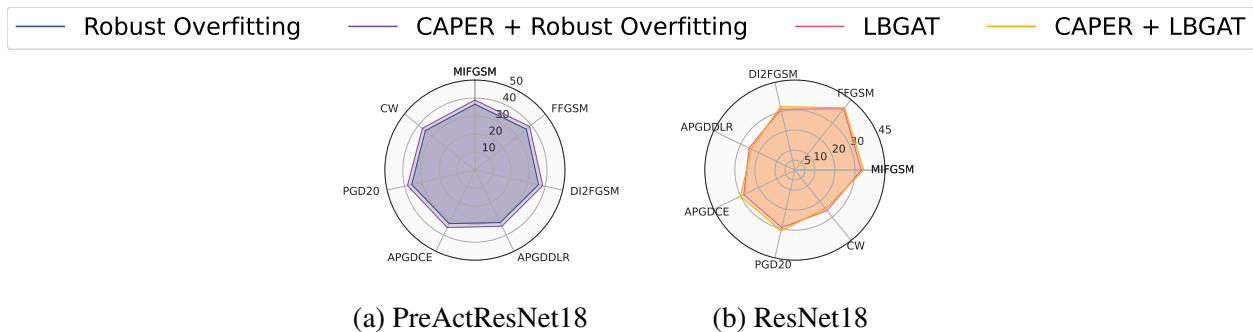 Robust Overfitting CAPER + Robust Overfitting LBGAT CAPER + LBGAT
MIFGSM
50
40
30
20
10
FFGSM
CW
PGD20
DI2FGSM
APGDCE
APGDDLR
DI2FGSM
FFGSM
45
30
20
10
5
APGDDLR
MIFGSM
APGDCE
CW
PGD20
(a) PreActResNet18
(b) ResNet18